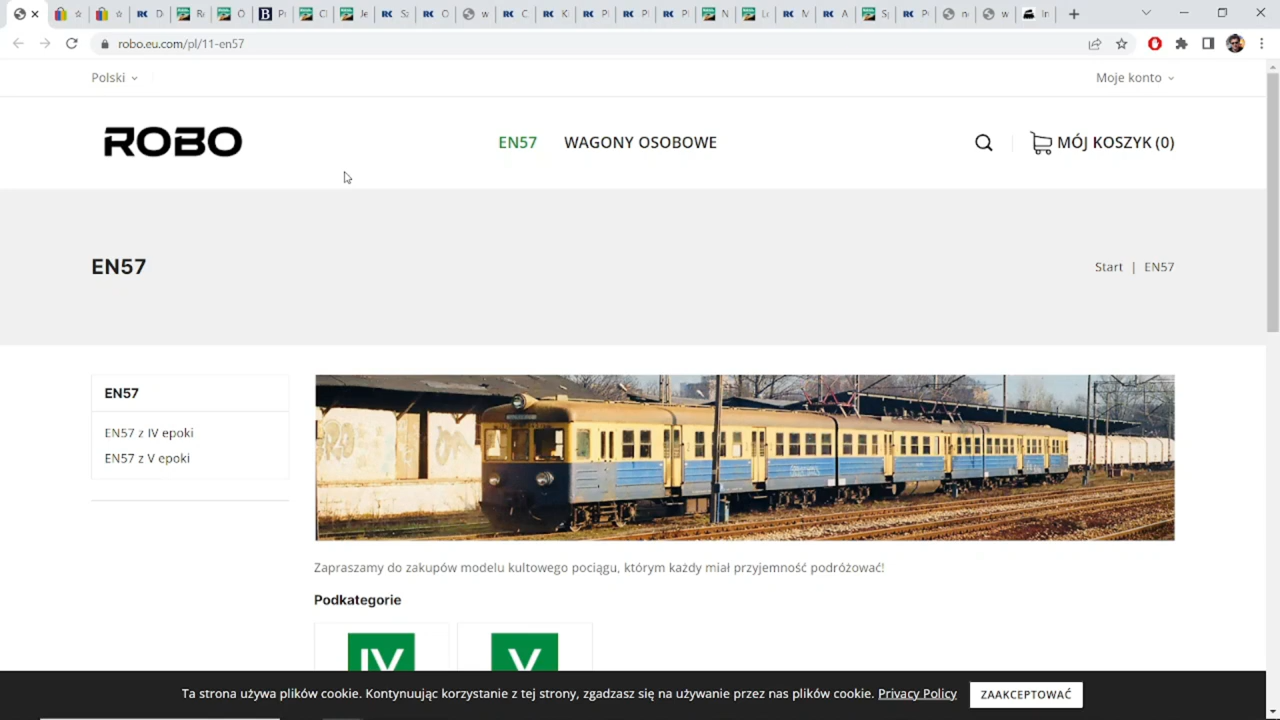 robo.eu.com/pl/11-en57
Polski
Moje konto
ROBO
EN57
WAGONY OSOBOWE
MÓJ KOSZYK (0)
EN57
Start | EN57
EN57
EN57 z IV epoki
EN57 z V epoki
Zapraszamy do zakupów modelu kultowego pociągu, którym każdy miał przyjemność podróżować!
Podkategorie
IV
V
Ta strona używa plików cookie. Kontynuując korzystanie z tej strony, zgadzasz się na używanie przez nas plików cookie. Privacy Policy
ZAAKCEPTOWAĆ